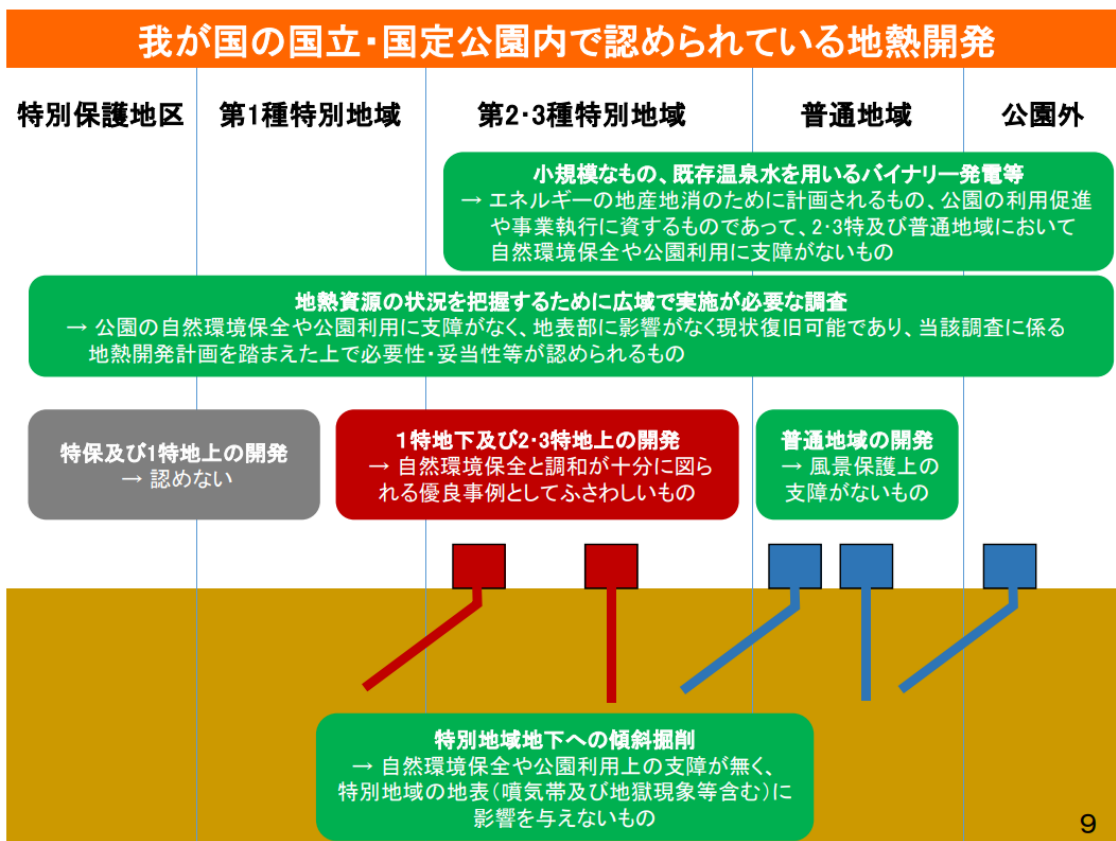 我が国の国立・国定公園内で認められている地熱開発
特別保護地区
第1種特別地域
第2・3種特別地域
普通地域
公園外
小規模なもの、既存温泉水を用いるバイナリー発電等
→ エネルギーの地産地消のために計画されるもの、公園の利用促進
や事業執行に資するものであって、2・3特及び普通地域において
自然環境保全や公園利用に支障がないもの
地熱資源の状況を把握するために広域で実施が必要な調査
→ 公園の自然環境保全や公園利用に支障がなく、地表部に影響がなく現状復旧可能であり、当該調査に係る
地熱開発計画を踏まえた上で必要性・妥当性等が認められるもの
特保及び1特地上の開発
→ 認めない
1特地下及び2・3特地上の開発
→ 自然環境保全と調和が十分に図ら
れる優良事例としてふさわしいもの
普通地域の開発
→ 風景保護上の
支障がないもの
特別地域地下への傾斜掘削
→ 自然環境保全や公園利用上の支障が無く、
特別地域の地表(噴気帯及び地獄現象等含む)に
影響を与えないもの
9